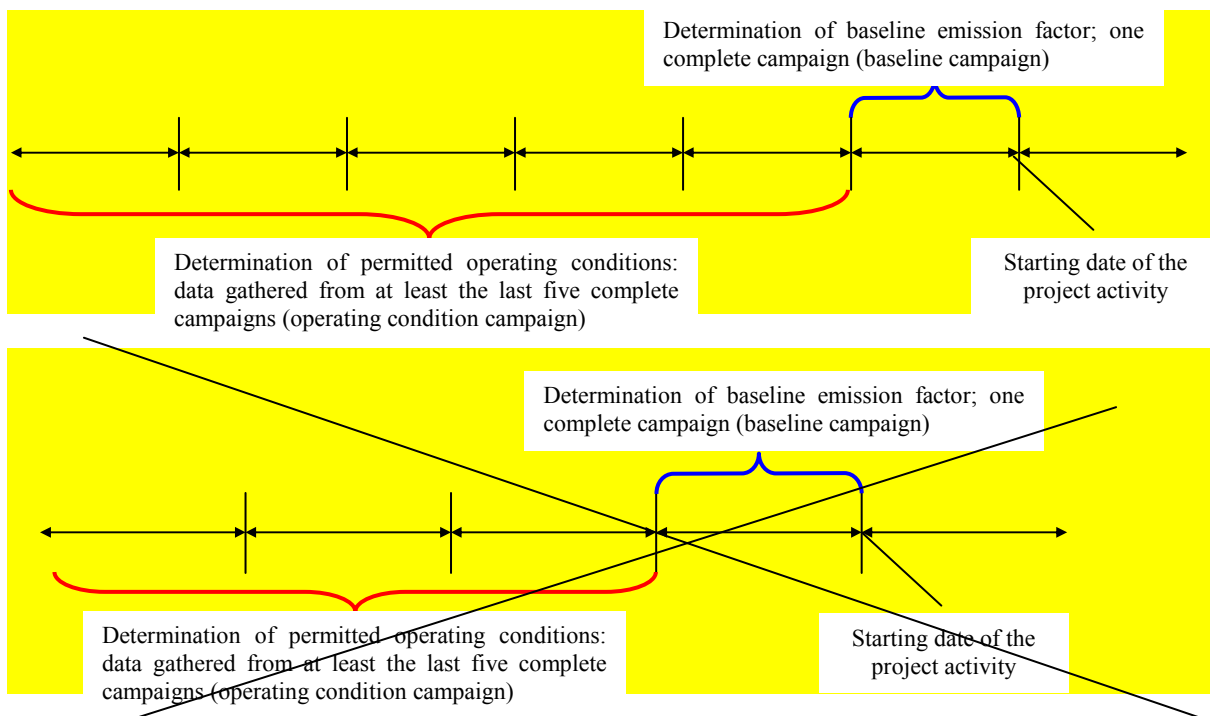 Determination of baseline emission factor; one
complete campaign (baseline campaign)
Determination of permitted operating conditions:
data gathered from at least the last five complete
campaigns (operating condition campaign)
Starting date of the
project activity
Determination of baseline emission factor; one
complete campaign (baseline campaign)
Determination of permitted operating conditions:
data gathered from at least the last five complete
campaigns (operating condition campaign)
Starting date of the
project activity